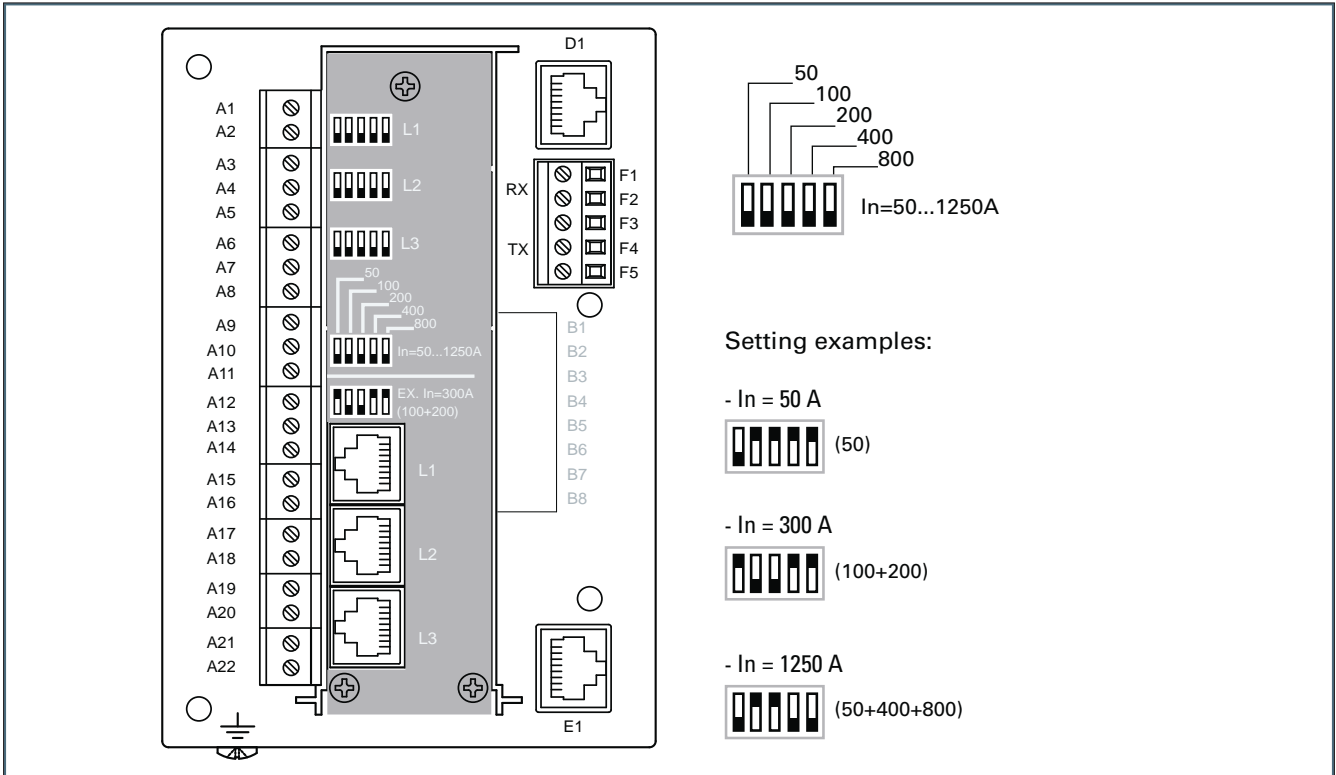 D1
A1
A2
A3
A4
A5
A6
A7
A8
A9
A10
A11
A12
A13
A14
A15
A16
A17
A18
A19
A20
A21
A22
L1
L2
L3
50
100
200
400
800
In=50...1250A
EX. In=300A
(100+200)
L1
L2
L3
RX
TX
F1
F2
F3
F4
F5
B1
B2
B3
B4
B5
B6
B7
B8
E1
50
100
200
400
800
In=50...1250A
Setting examples:
- In = 50 A
(50)
- In = 300 A
(100+200)
- In = 1250 A
(50+400+800)